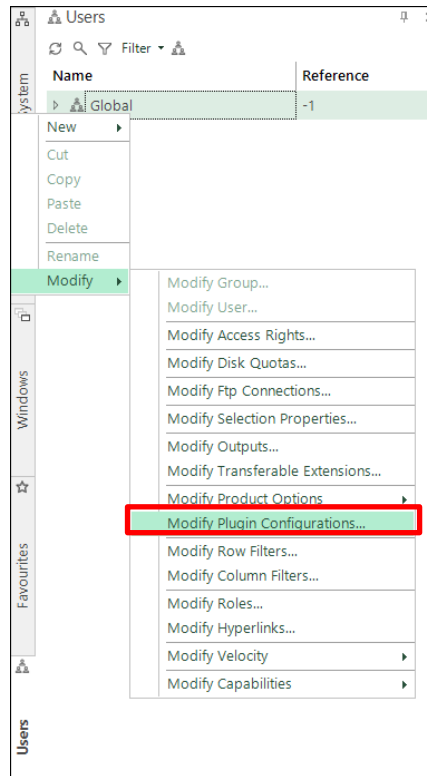 Users
Filter
Name Reference
Global -1
New
Cut
Copy
Paste
Delete
Rename
Modify
Modify Group...
Modify User...
Modify Access Rights...
Modify Disk Quotas...
Modify Ftp Connections...
Modify Selection Properties...
Modify Outputs...
Modify Transferable Extensions...
Modify Product Options
Modify Plugin Configurations...
Modify Row Filters...
Modify Column Filters...
Modify Roles...
Modify Hyperlinks...
Modify Velocity
Modify Capabilities
Windows
Favourites
Users